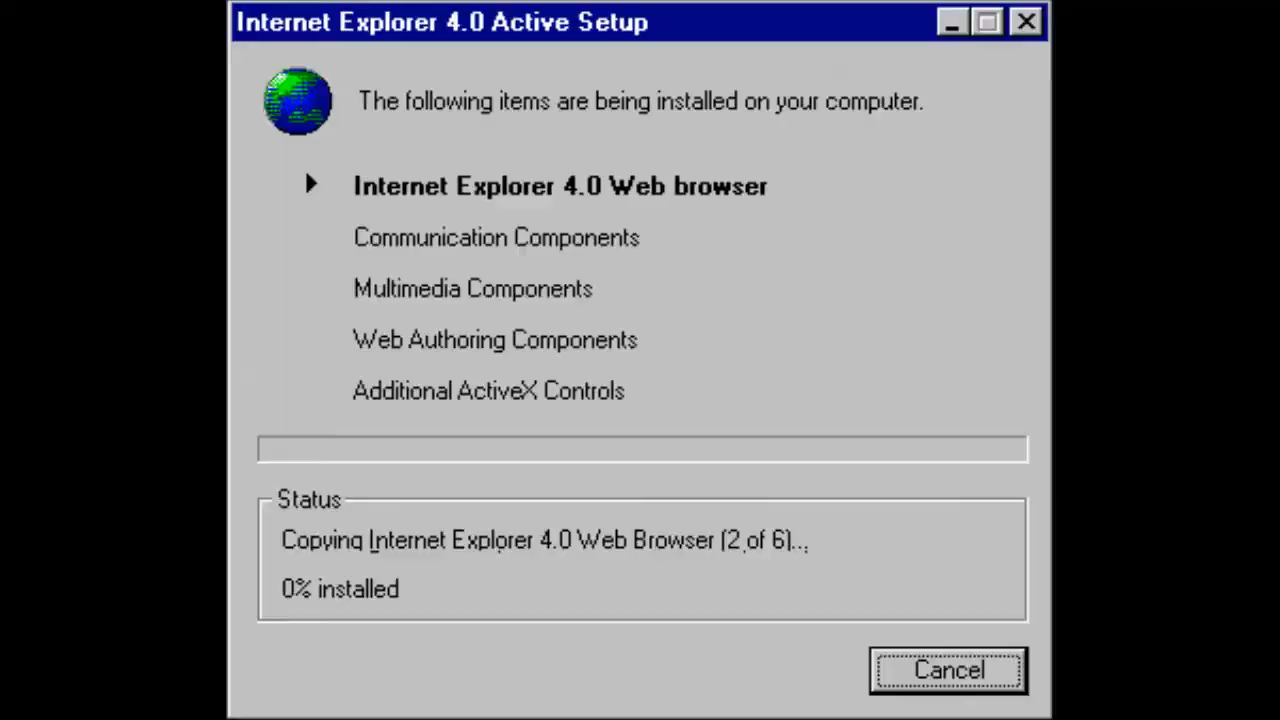 Internet Explorer 4.0 Active Setup
The following items are being installed on your computer.
Internet Explorer 4.0 Web browser
Communication Components
Multimedia Components
Web Authoring Components
Additional ActiveX Controls
Status
Copying Internet Explorer 4.0 Web Browser (2 of 6)...
0% installed
Cancel